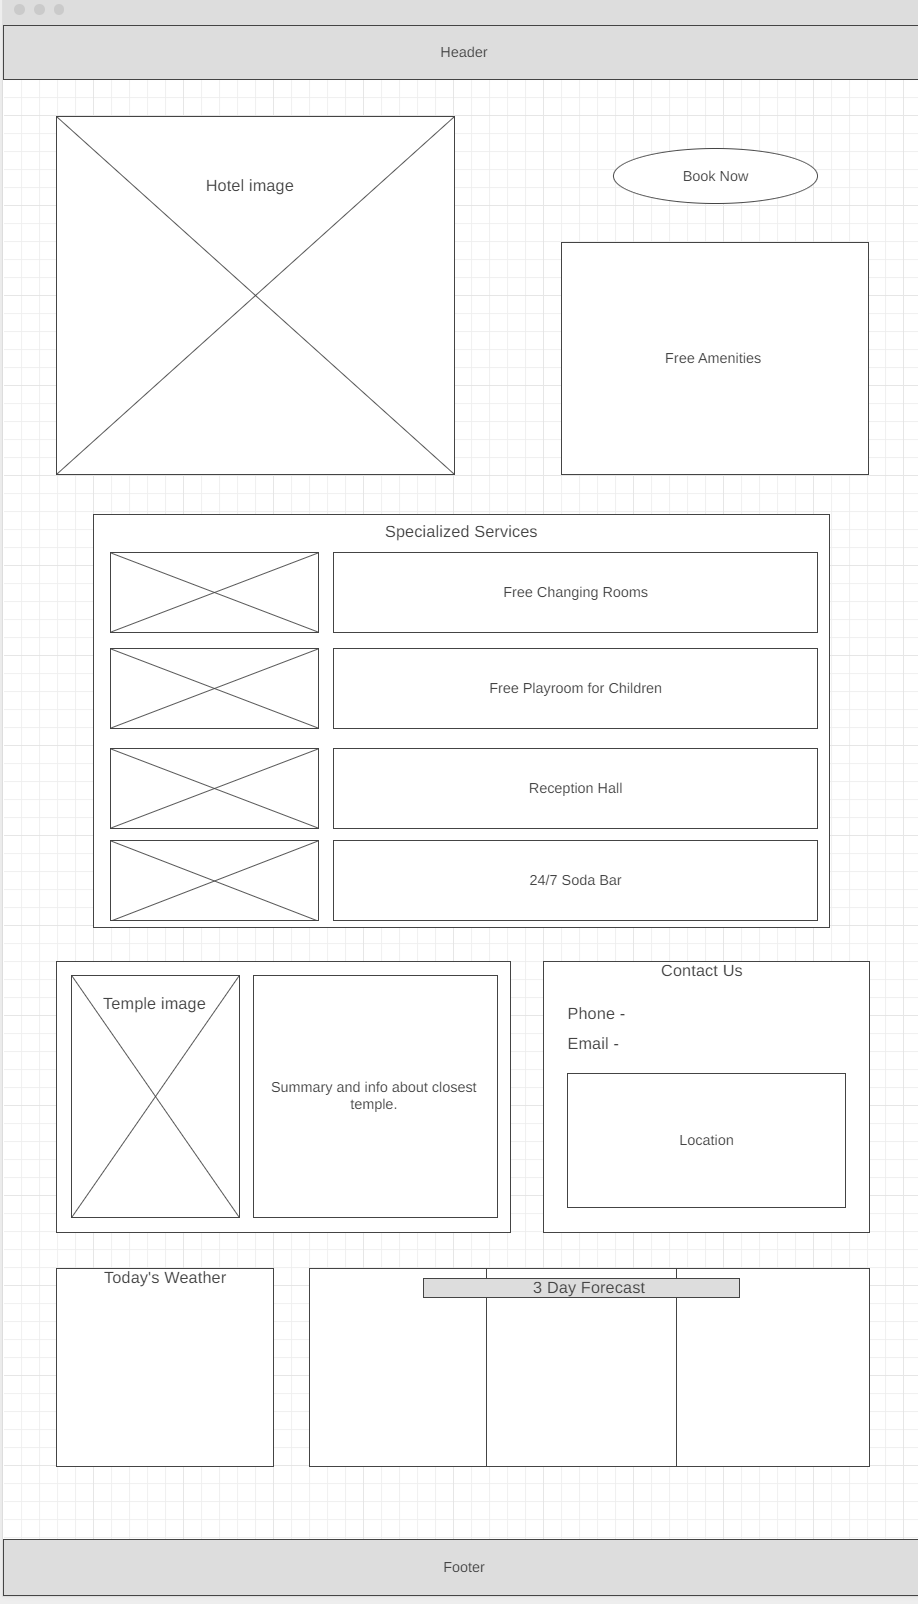 Header
Hotel image
Book Now
Free Amenities
Specialized Services
Free Changing Rooms
Free Playroom for Children
Reception Hall
24/7 Soda Bar
Temple image
Summary and info about closest
temple.
Contact Us
Phone -
Email -
Location
Today's Weather
3 Day Forecast
Footer